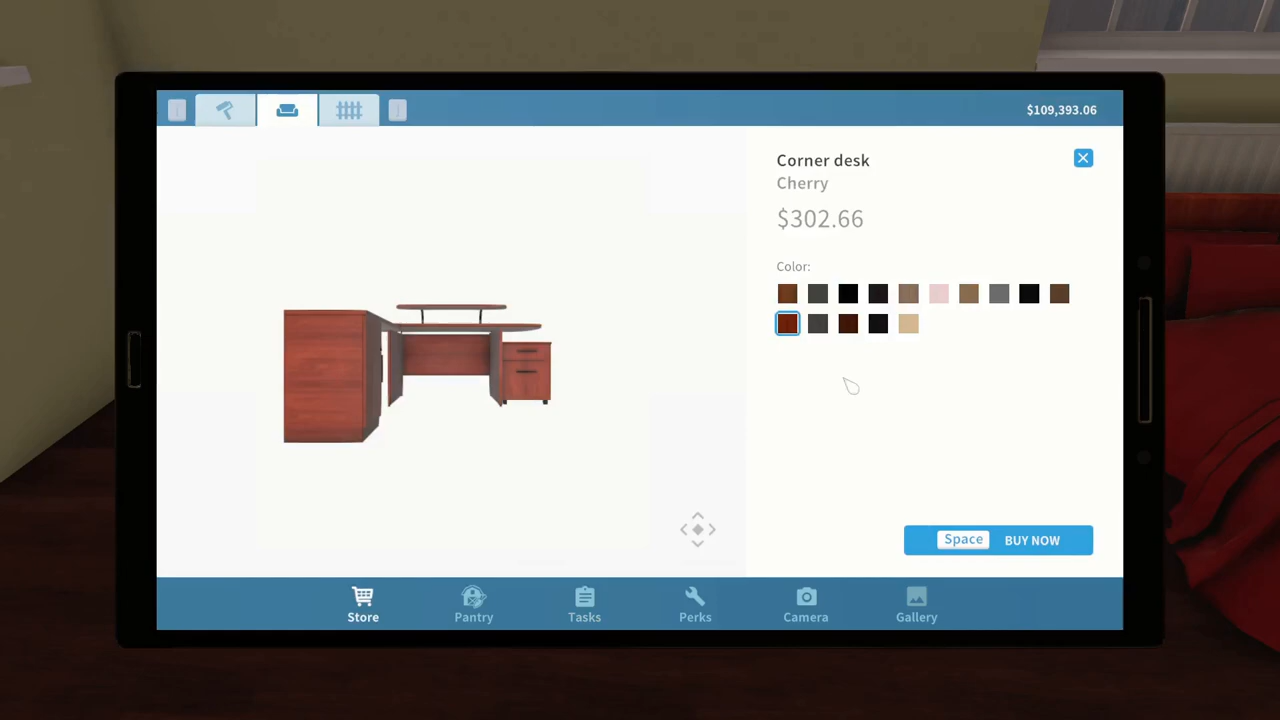 $109,393.06
Corner desk
Cherry
$302.66
Color:
Space BUY NOW
Store Pantry Tasks Perks Camera Gallery